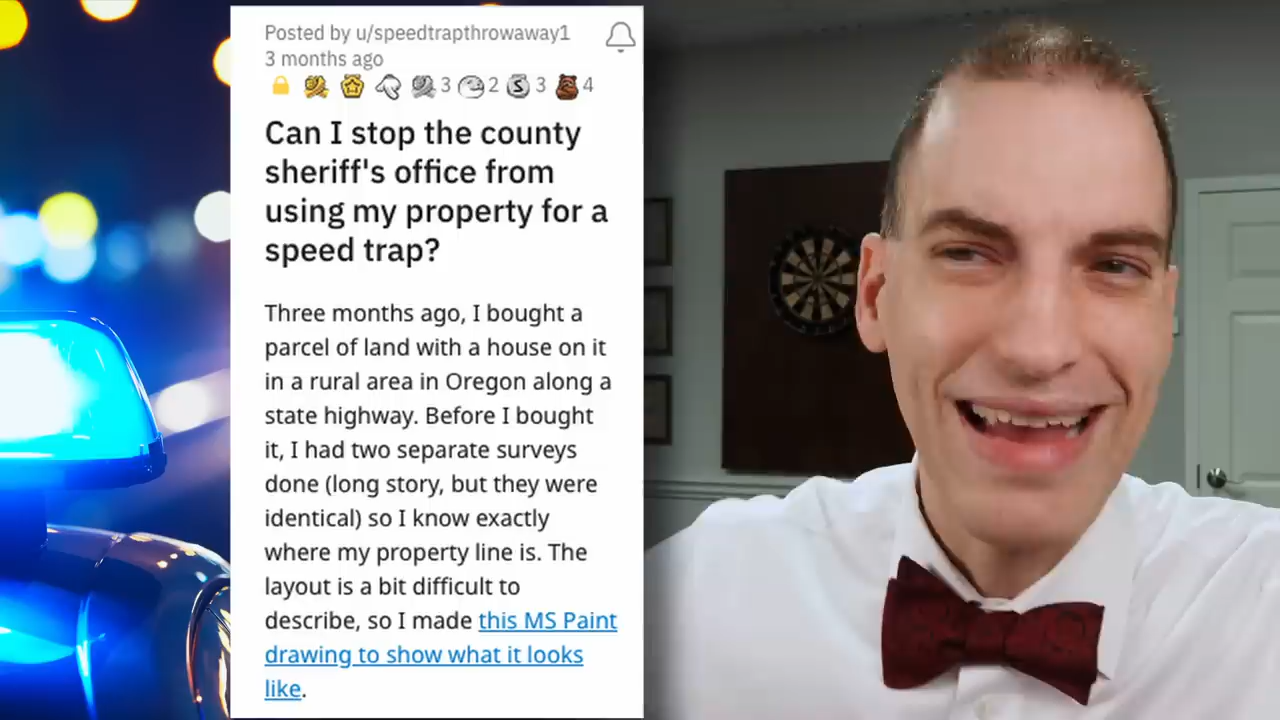 Posted by u/speedtrapthrowaway1
3 months ago
3 2 3 4
Can I stop the county
sheriff's office from
using my property for a
speed trap?
Three months ago, I bought a
parcel of land with a house on it
in a rural area in Oregon along a
state highway. Before I bought
it, I had two separate surveys
done (long story, but they were
identical) so I know exactly
where my property line is. The
layout is a bit difficult to
describe, so I made this MS Paint
drawing to show what it looks
like.